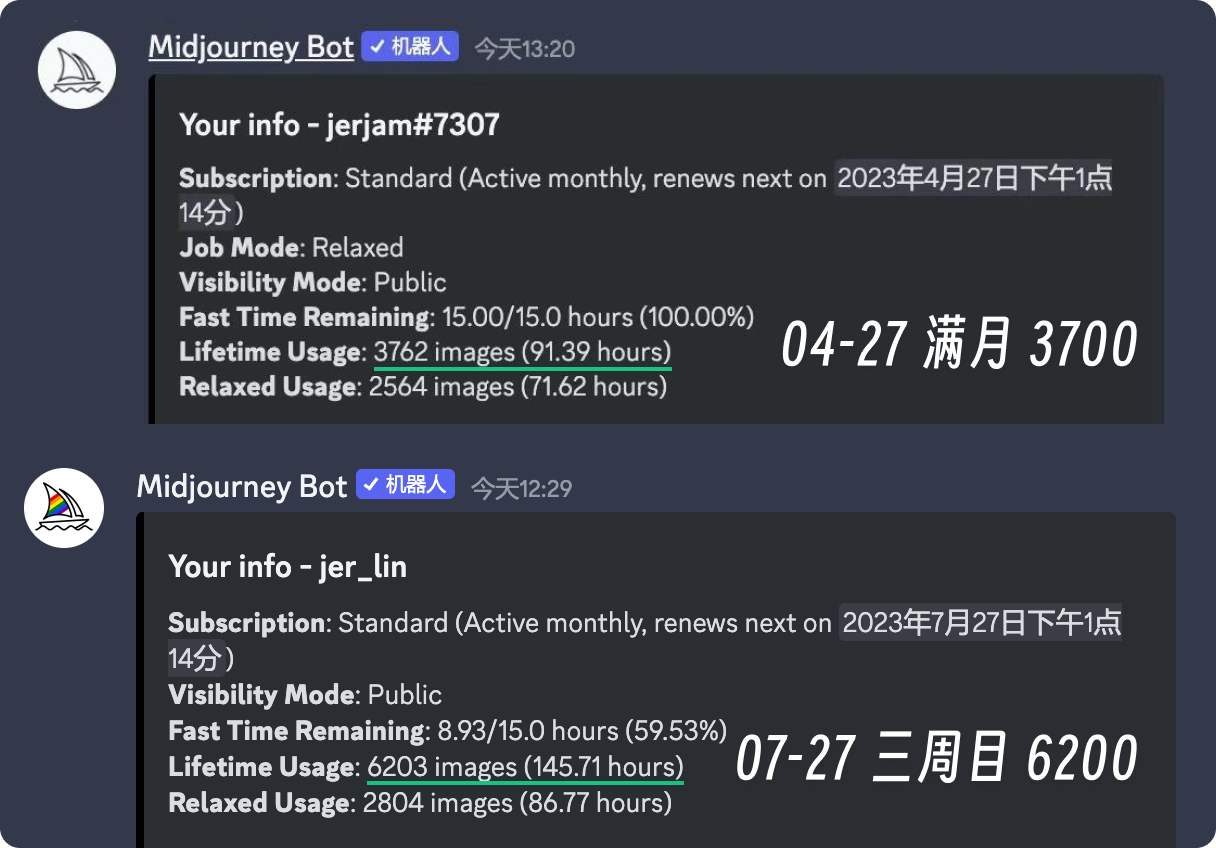 Midjourney Bot ✓ 机器人 今天13:20
Your info - jerjam#7307
Subscription: Standard (Active monthly, renews next on 2023年4月27日下午1点
14分)
Job Mode: Relaxed
Visibility Mode: Public
Fast Time Remaining: 15.00/15.0 hours (100.00%)
Lifetime Usage: 3762 images (91.39 hours)
04-27 满月 3700
Relaxed Usage: 2564 images (71.62 hours)
Midjourney Bot ✓ 机器人 今天12:29
Your info - jer_lin
Subscription: Standard (Active monthly, renews next on 2023年7月27日下午1点
14分)
Visibility Mode: Public
Fast Time Remaining: 8.93/15.0 hours (59.53%)
07-27 三周目 6200
Lifetime Usage: 6203 images (145.71 hours)
Relaxed Usage: 2804 images (86.77 hours)